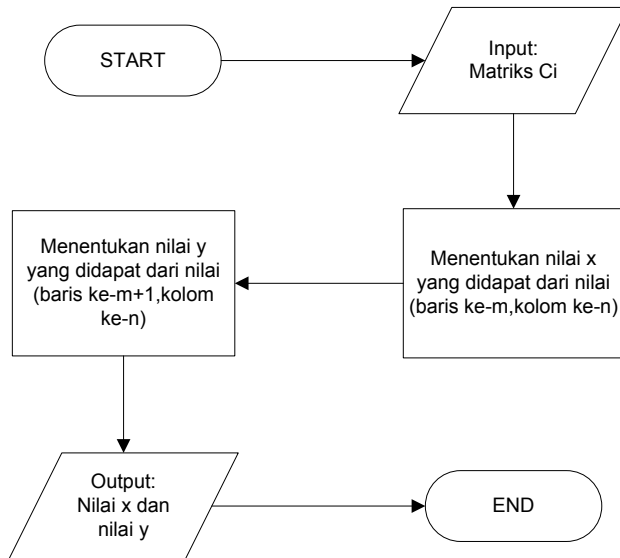 START
Input:
Matriks Ci
Menentukan nilai x
yang didapat dari nilai
(baris ke-m,kolom ke-n)
Menentukan nilai y
yang didapat dari nilai
(baris ke-m+1,kolom
ke-n)
Output:
Nilai x dan
nilai y
END